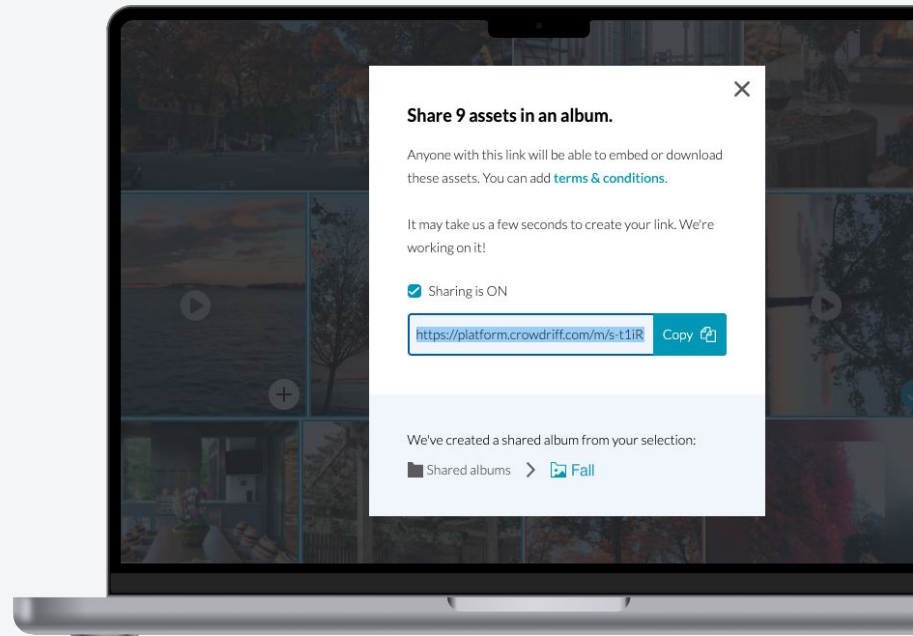 Share 9 assets in an album.
Anyone with this link will be able to embed or download
these assets. You can add terms & conditions.
It may take us a few seconds to create your link. We're
working on it!
Sharing is ON
https://platform.crowdriff.com/m/s-t1iR
Copy
We've created a shared album from your selection:
Shared albums > Fall